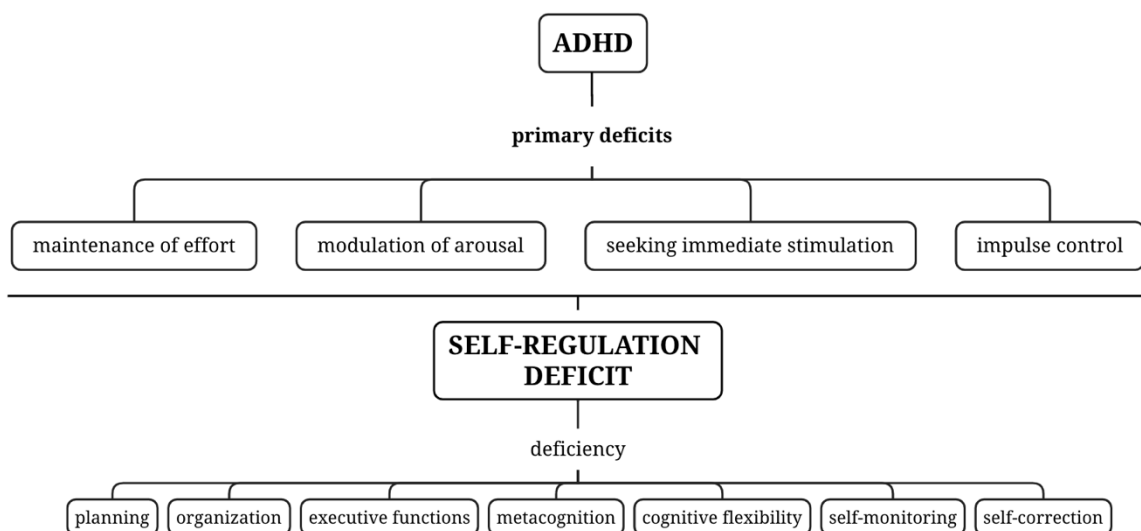 ADHD
primary deficits
maintenance of effort
modulation of arousal
seeking immediate stimulation
impulse control
SELF-REGULATION
DEFICIT
deficiency
planning
organization
executive functions
metacognition
cognitive flexibility
self-monitoring
self-correction